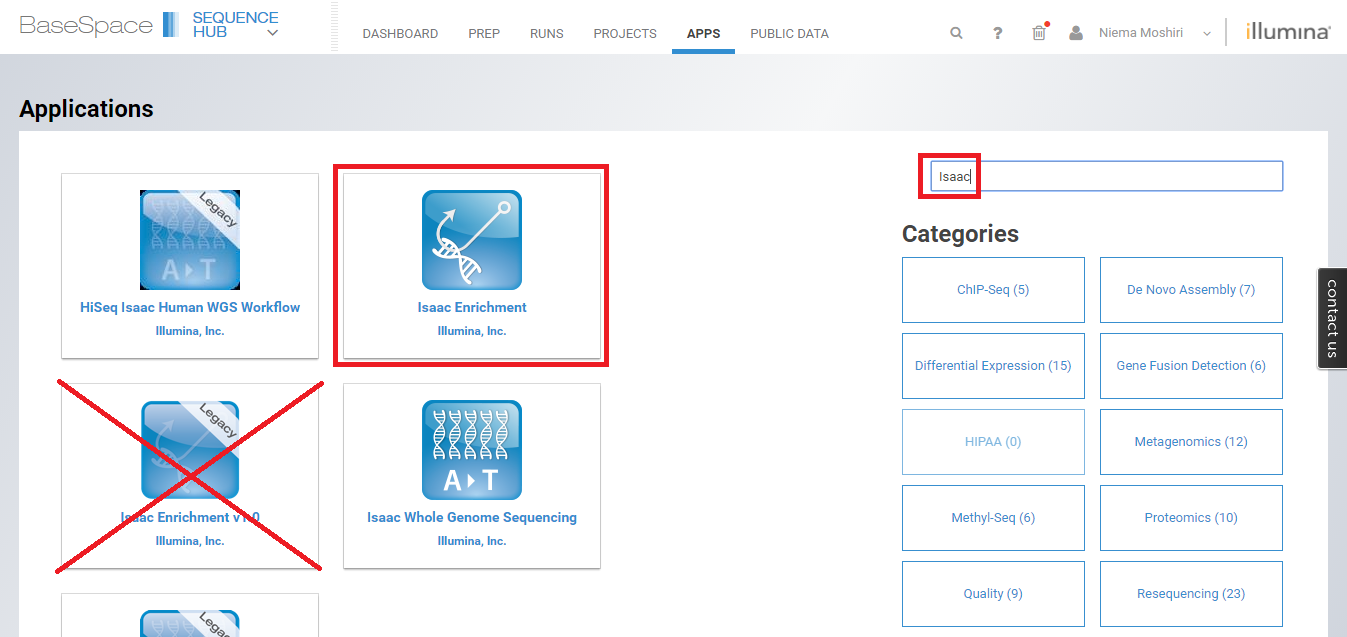 BaseSpace SEQUENCE HUB
DASHBOARD PREP RUNS PROJECTS APPS PUBLIC DATA ? Niema Moshiri illumina®
Applications
Isaac
Legacy
A T
HiSeq Isaac Human WGS Workflow
Illumina, Inc.
Isaac Enrichment
Illumina, Inc.
Legacy
Isaac Enrichment v1.0
Illumina, Inc.
A T
Isaac Whole Genome Sequencing
Illumina, Inc.
Legacy
Categories
ChIP-Seq (5)
De Novo Assembly (7)
Differential Expression (15)
Gene Fusion Detection (6)
HIPAA (0)
Metagenomics (12)
Methyl-Seq (6)
Proteomics (10)
Quality (9)
Resequencing (23)
contact us